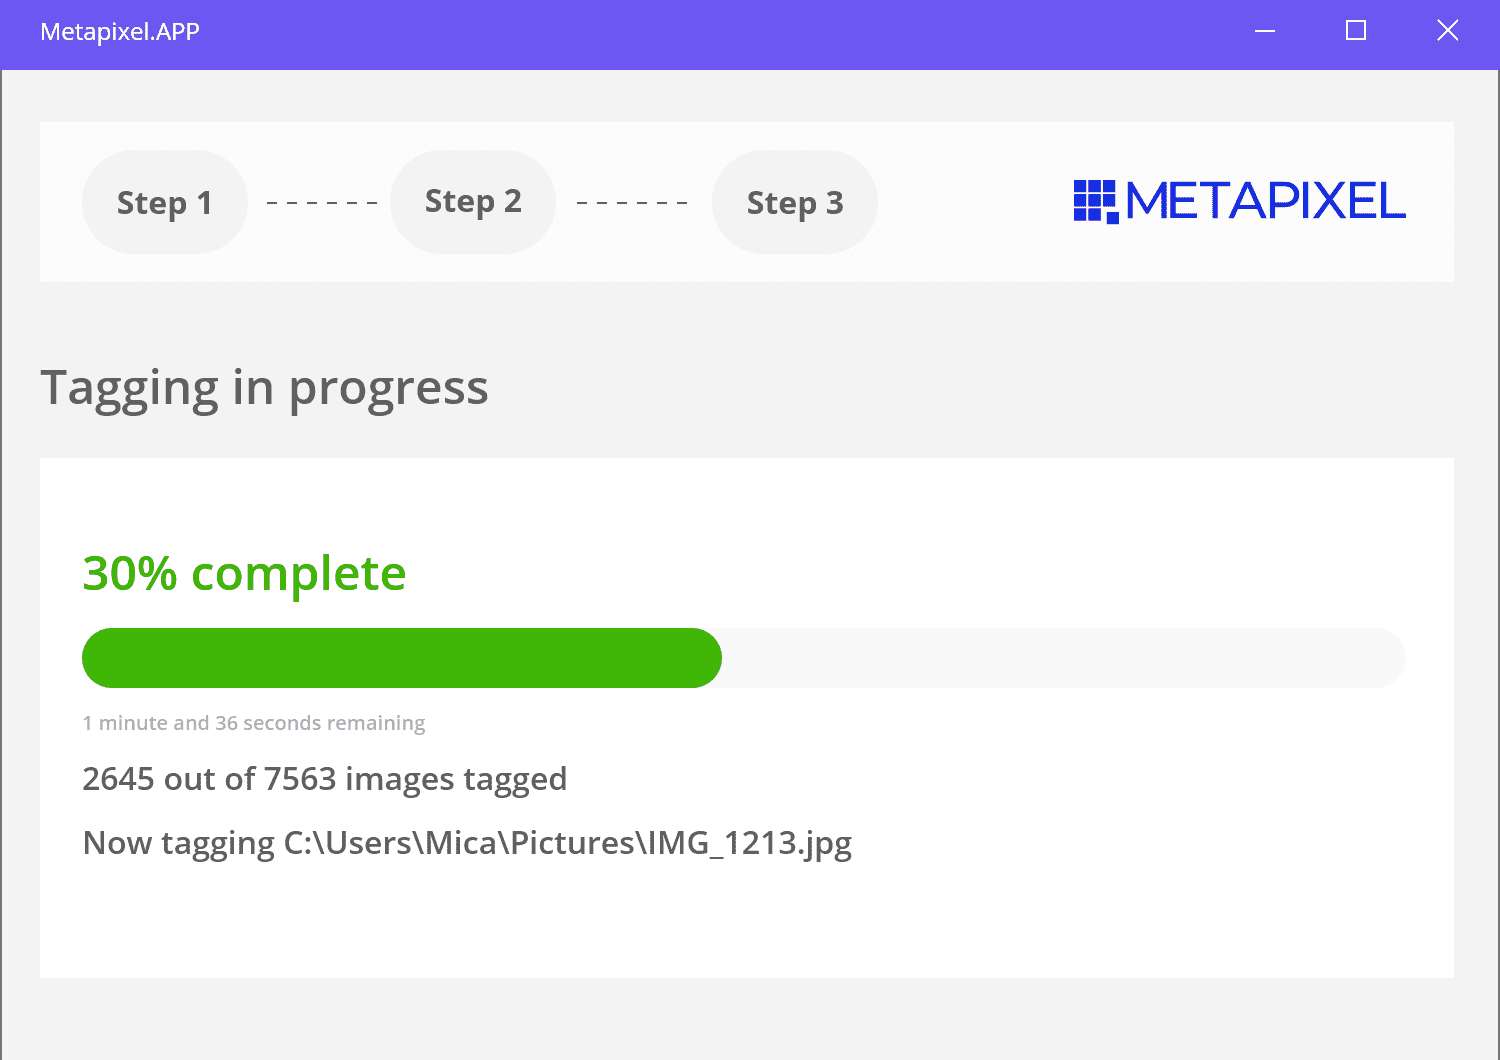 Metapixel.APP
Step 1
Step 2
Step 3
METAPIXEL
Tagging in progress
30% complete
1 minute and 36 seconds remaining
2645 out of 7563 images tagged
Now tagging C:\Users\Mica\Pictures\IMG_1213.jpg